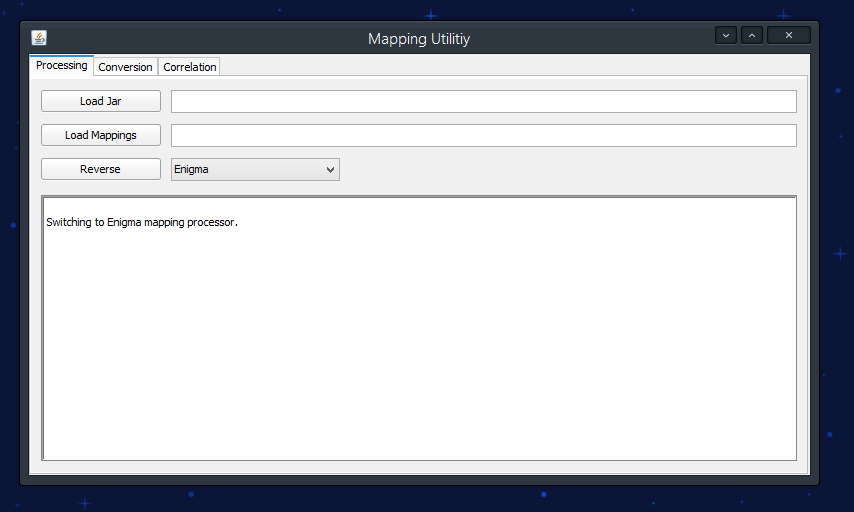 Mapping Utilitiy
Processing
Conversion
Correlation
Load Jar
Load Mappings
Reverse
Enigma
Switching to Enigma mapping processor.